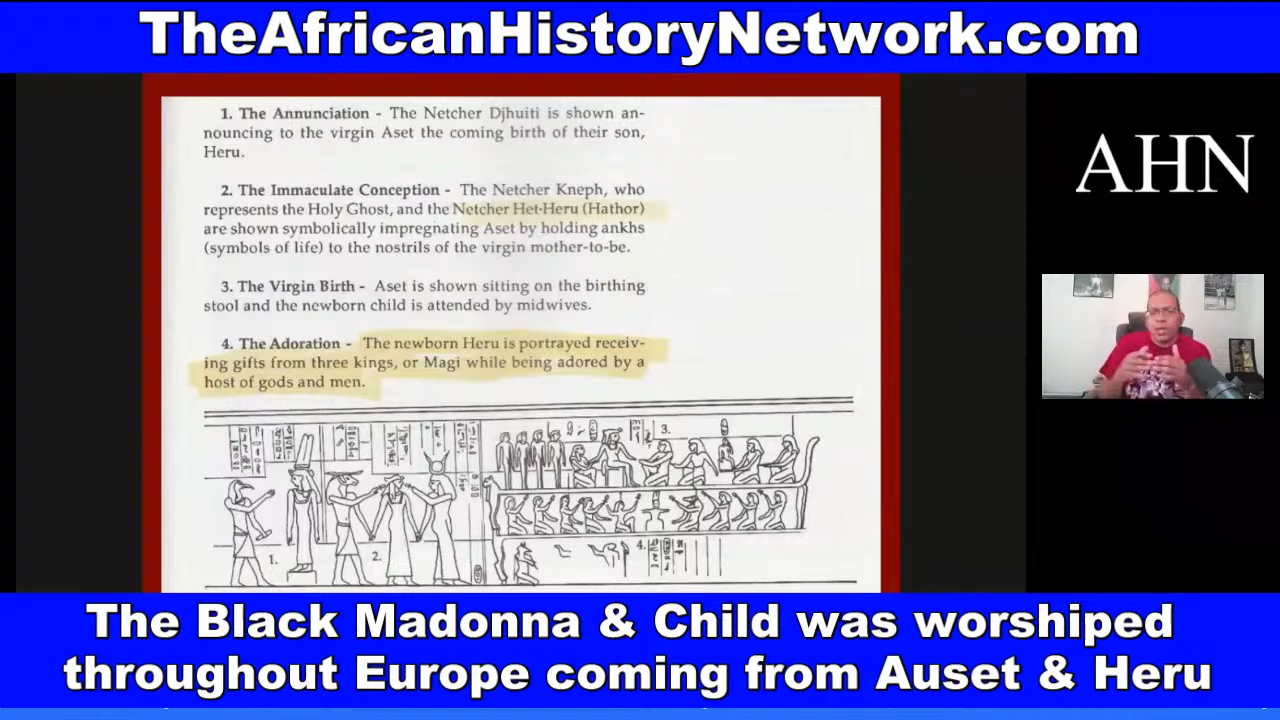 TheAfricanHistoryNetwork.com
1. The Annunciation - The Netcher Djhuiti is shown an-
nouncing to the virgin Aset the coming birth of their son,
Heru.
2. The Immaculate Conception - The Netcher Kneph, who
represents the Holy Ghost, and the Netcher Het-Heru (Hathor)
are shown symbolically impregnating Aset by holding ankhs
(symbols of life) to the nostrils of the virgin mother-to-be.
3. The Virgin Birth - Aset is shown sitting on the birthing
stool and the newborn child is attended by midwives.
4. The Adoration - The newborn Heru is portrayed receiv-
ing gifts from three kings, or Magi while being adored by a
host of gods and men.
3.
1.
2.
4.
AHN
The Black Madonna & Child was worshiped
throughout Europe coming from Auset & Heru